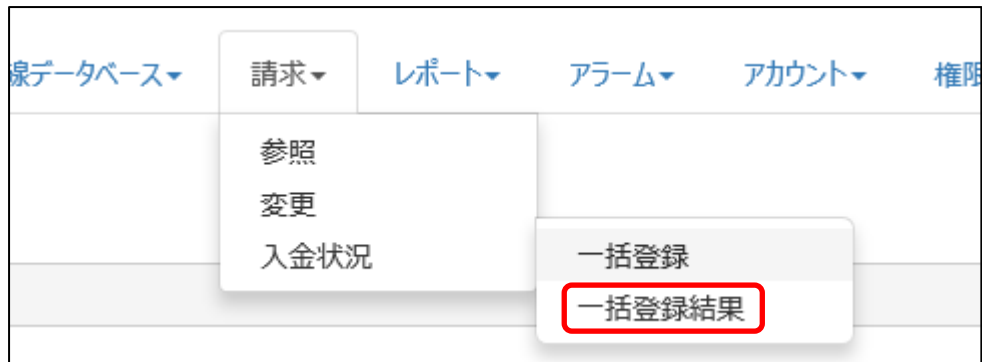 線データベース▾ 請求▾ レポート▾ アラーム▾ アカウント▾ 権限
参照
変更
入金状況
一括登録
一括登録結果